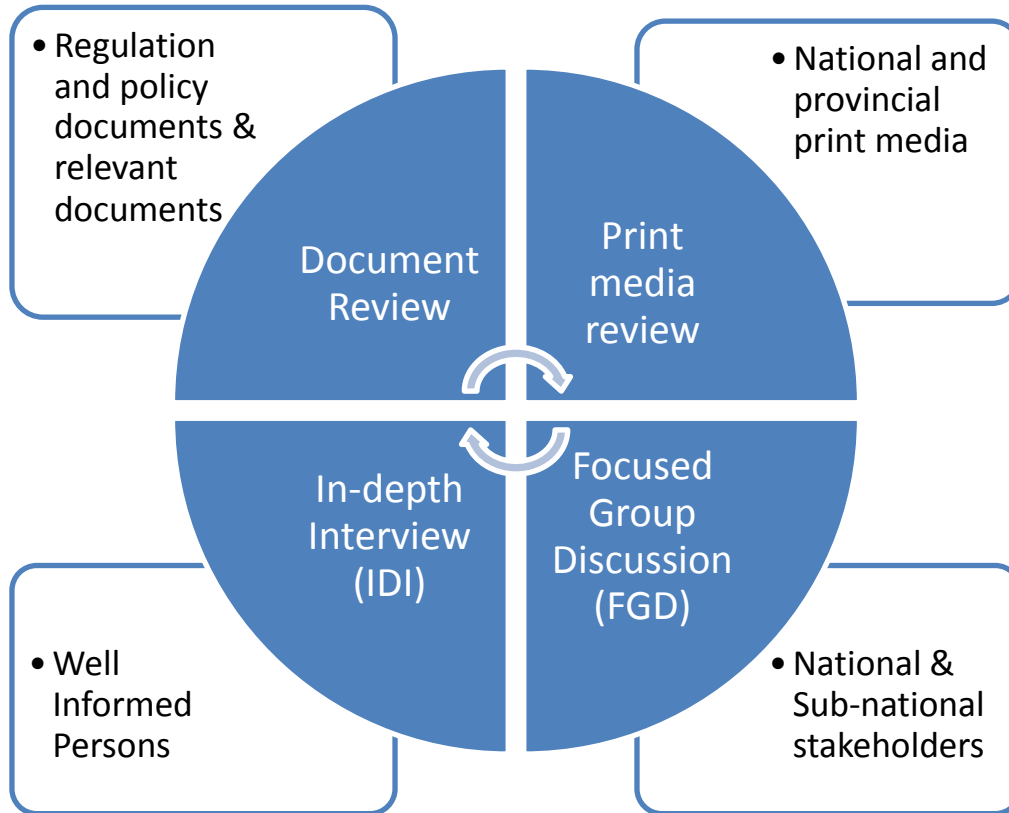 • Regulation
and policy
documents &
relevant
documents
• National and
provincial
print media
Document
Review
Print
media
review
In-depth
Interview
(IDI)
Focused
Group
Discussion
(FGD)
• Well
Informed
Persons
• National &
Sub-national
stakeholders